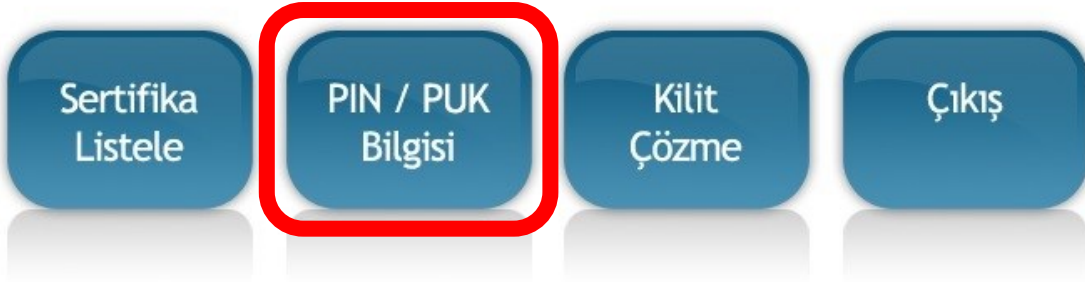 Sertifika
Listele
PIN / PUK
Bilgisi
Kilit
Çözme
Çıkış